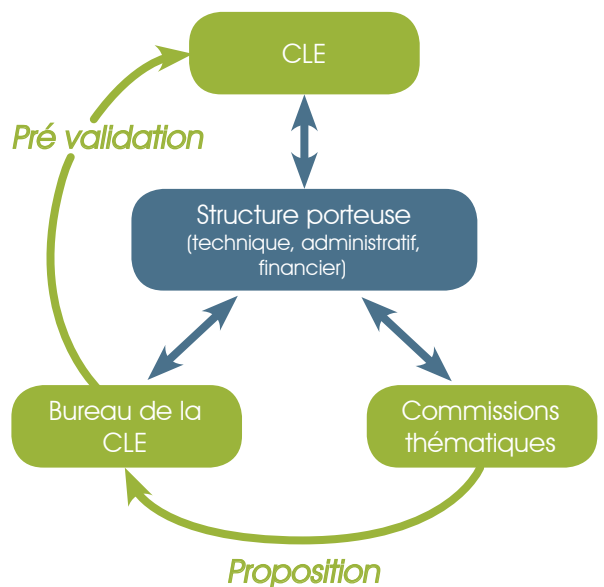 CLE
Pré validation
Structure porteuse
(technique, administratif,
financier)
Bureau de la
CLE
Commissions
thématiques
Proposition